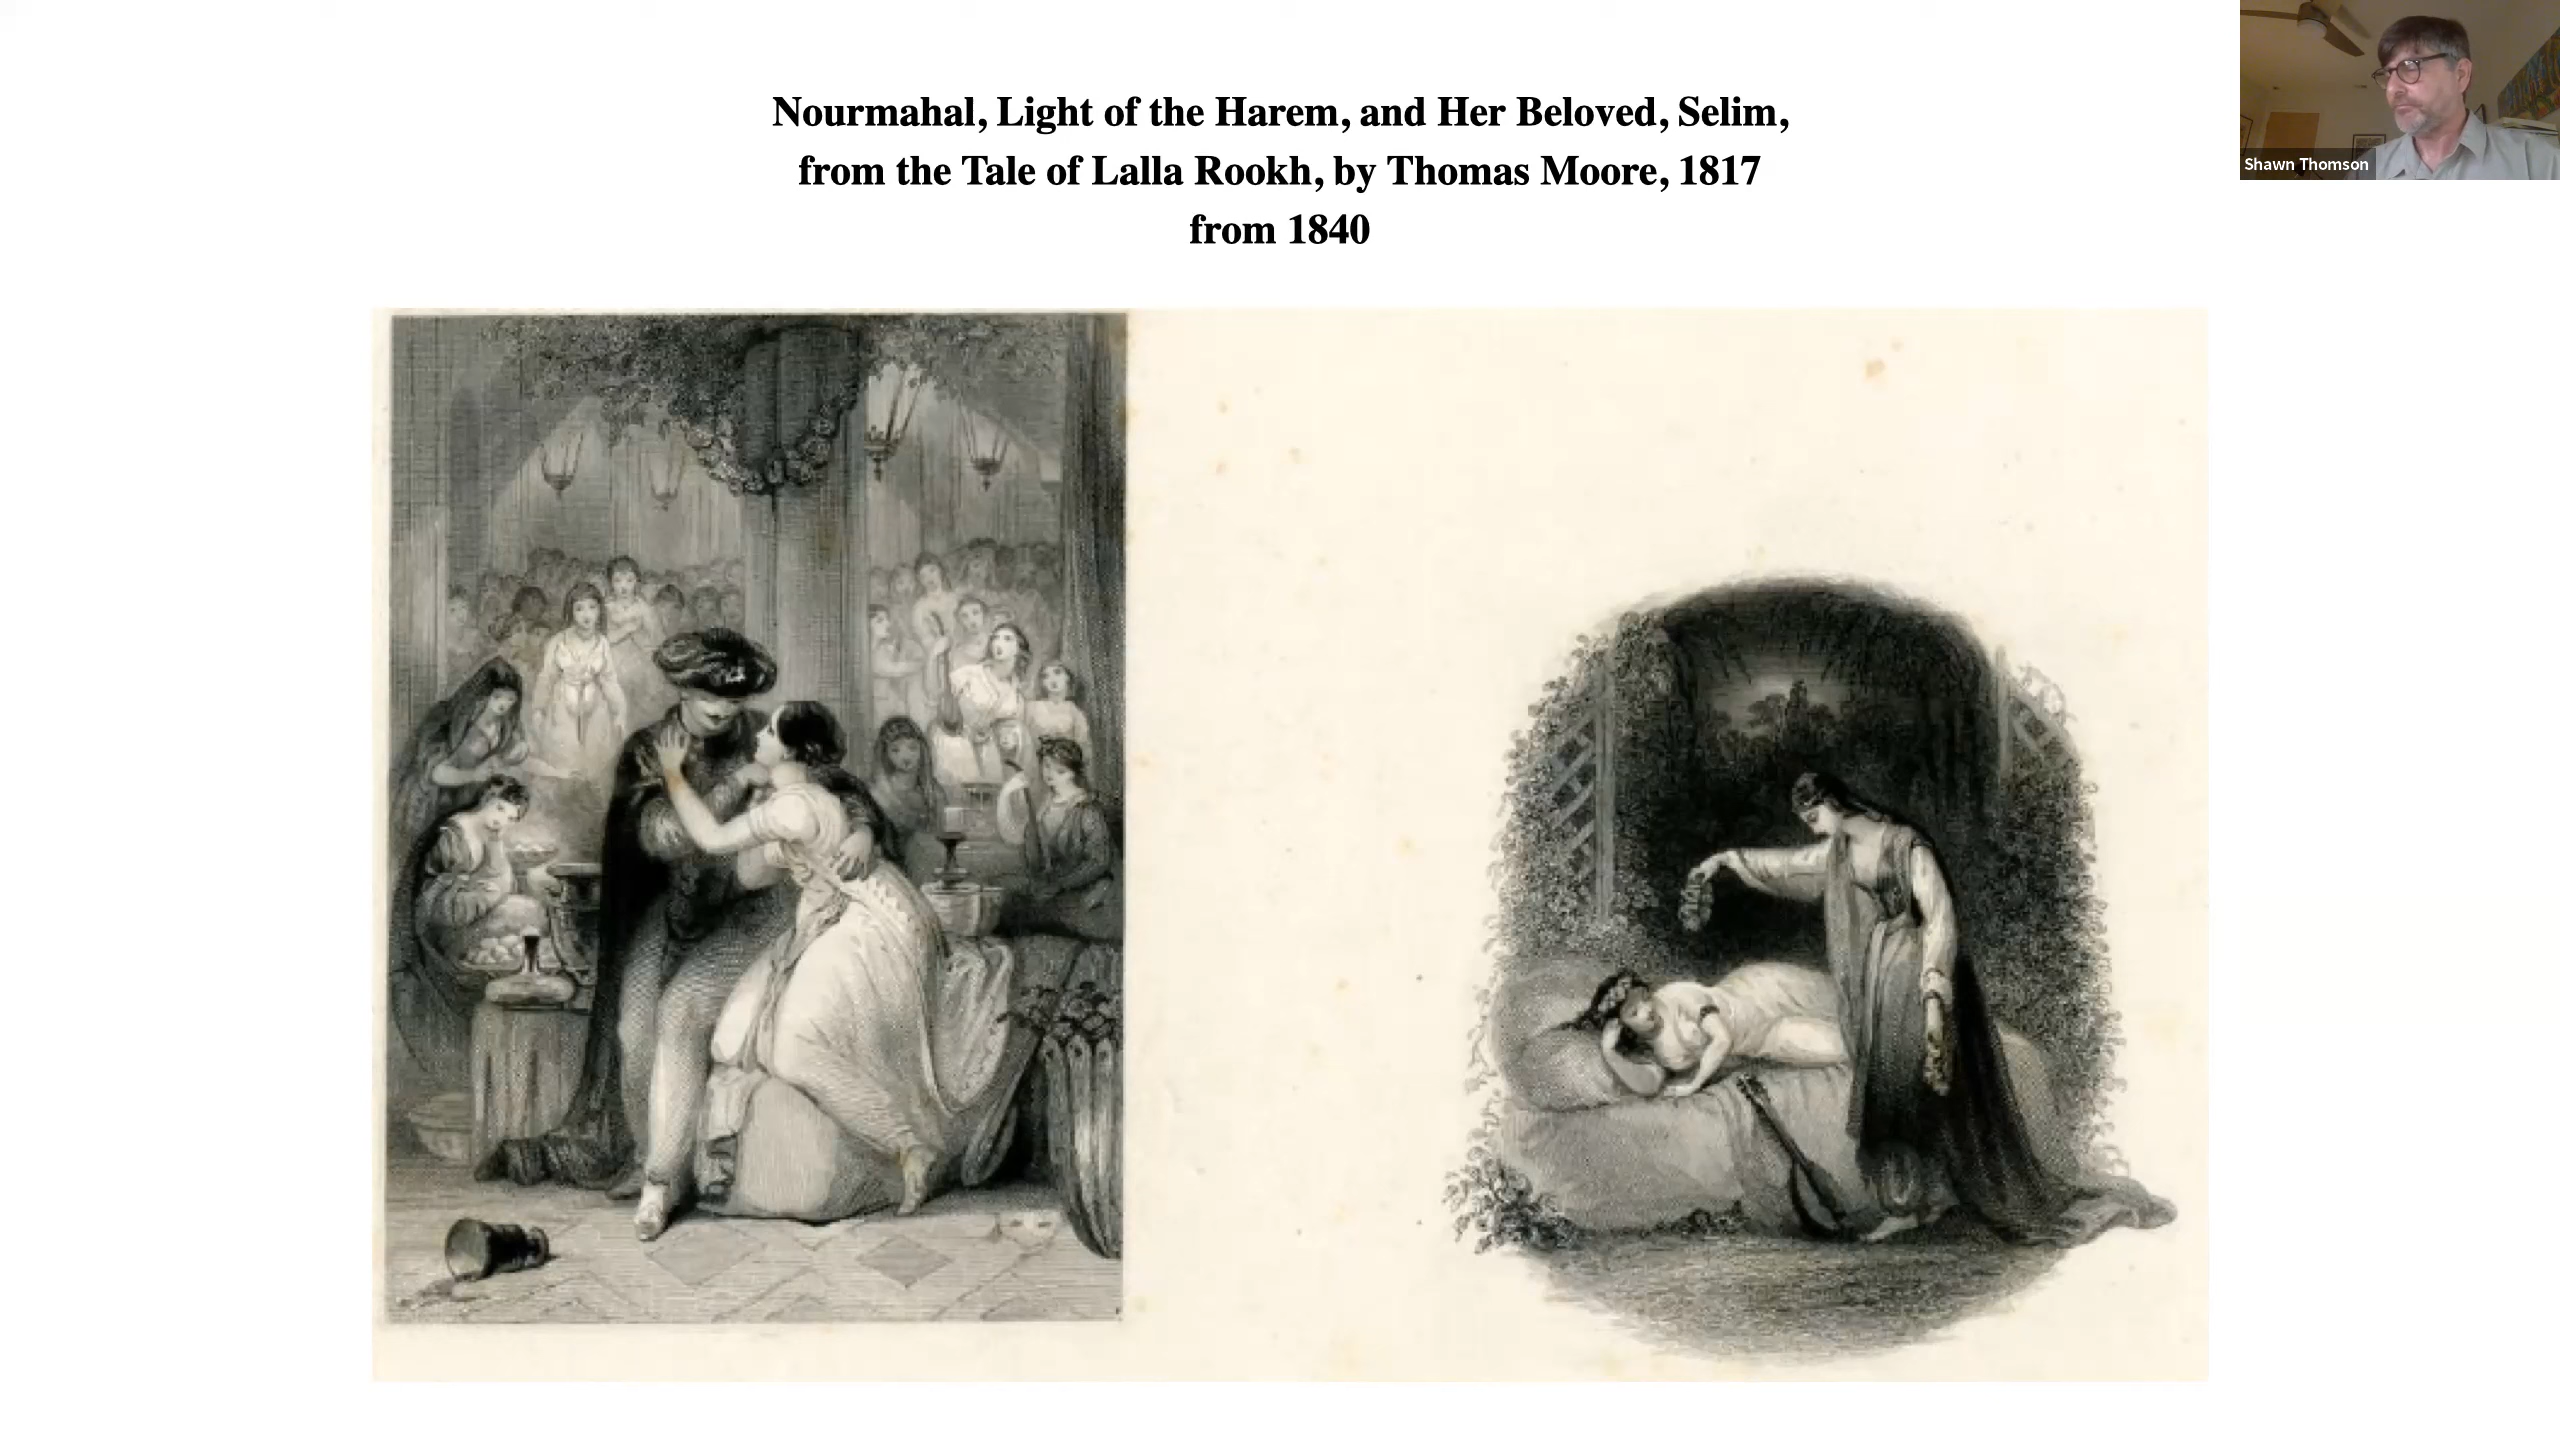 Nourmahal, Light of the Harem, and Her Beloved, Selim,
from the Tale of Lalla Rookh, by Thomas Moore, 1817
from 1840
Shawn Thomson